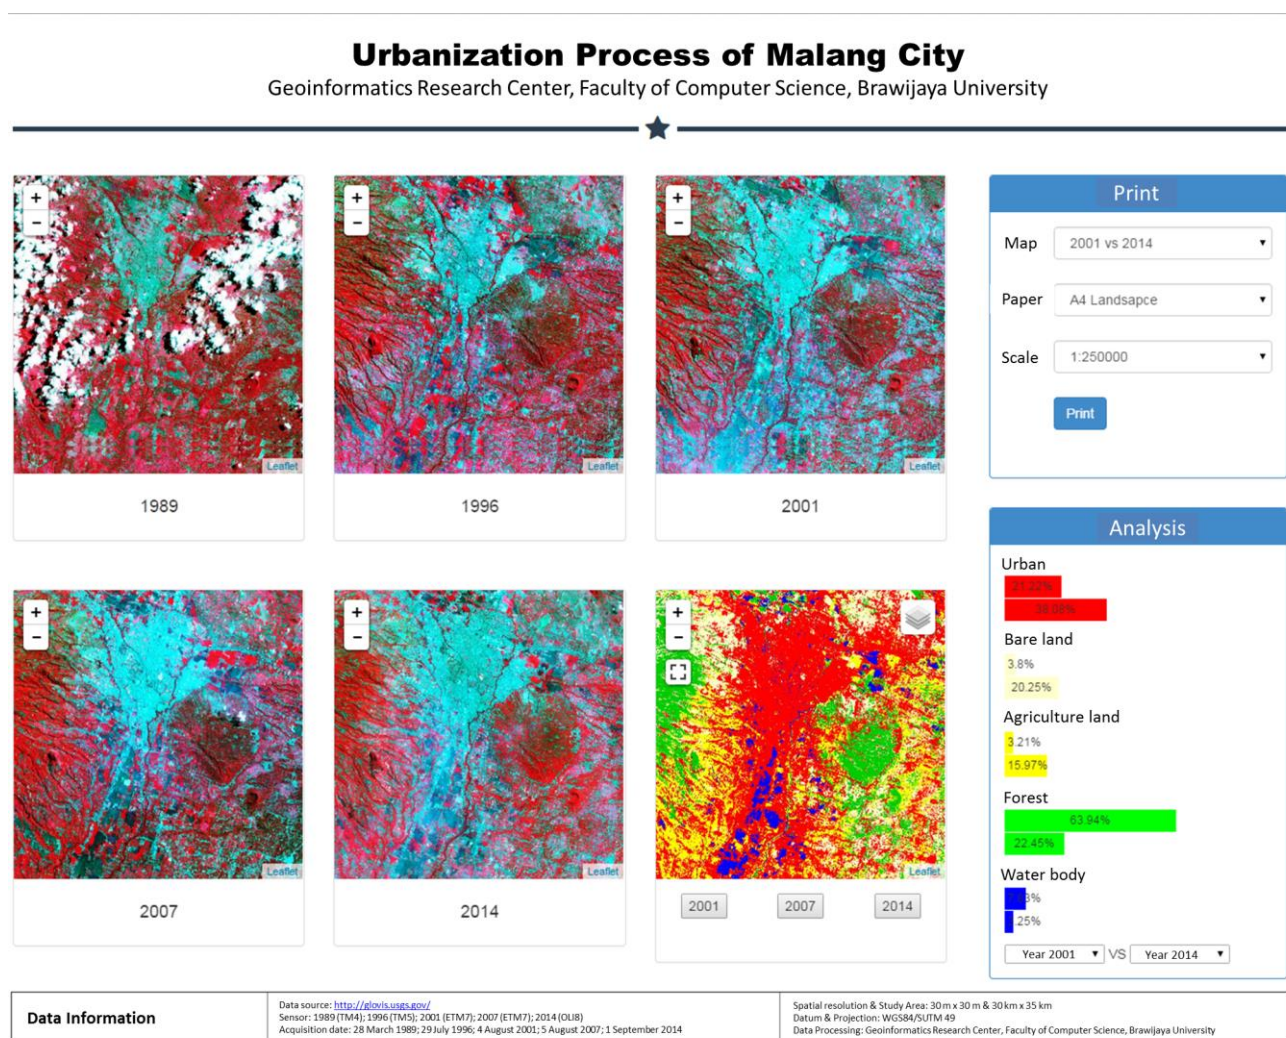 Urbanization Process of Malang City
Geoinformatics Research Center, Faculty of Computer Science, Brawijaya University
+
−
Leaflet
1989
+
−
Leaflet
1996
+
−
Leaflet
2001
Print
Map
2001 vs 2014
Paper
A4 Landsapce
Scale
1:250000
Print
+
−
Leaflet
2007
+
−
Leaflet
2014
+
−
Leaflet
2001
2007
2014
Analysis
Urban
21.22%
38.08%
Bare land
3.8%
20.25%
Agriculture land
3.21%
15.97%
Forest
63.94%
22.45%
Water body
Year 2001
VS
Year 2014
Data Information
Data source: http://glovis.usgs.gov/
Sensor: 1989 (TM4); 1996 (TM5); 2001 (ETM7); 2007 (ETM7); 2014 (OLI8)
Acquisition date: 28 March 1989; 29 July 1996; 4 August 2001; 5 August 2007; 1 September 2014
Spatial resolution & Study Area: 30 m x 30 m & 30 km x 35 km
Datum & Projection: WGS84/SUTM 49
Data Processing: Geoinformatics Research Center, Faculty of Computer Science, Brawijaya University